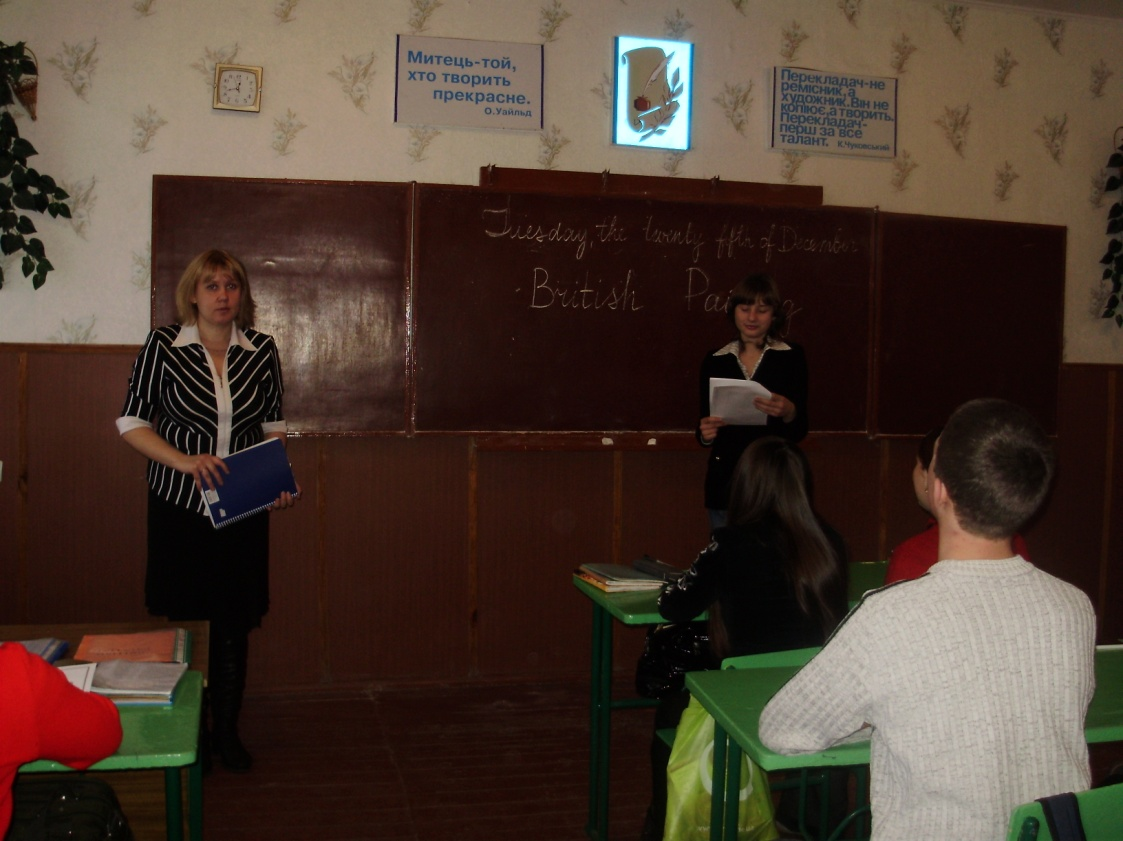 Митець-той,
хто творить
прекрасне.
О.Уайльд
Перекладач-не
ремісник, а
художник. Він не
копіює, а творить.
Перекладач-
перш за все
талант. К.Чуковський
Tuesday, the twenty fifth of December
British